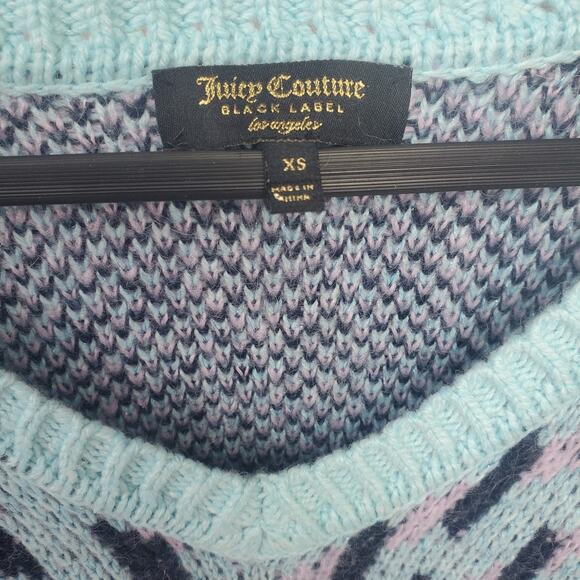 Juicy Couture
BLACK LABEL
los angeles
XS
MADE IN
CHINA